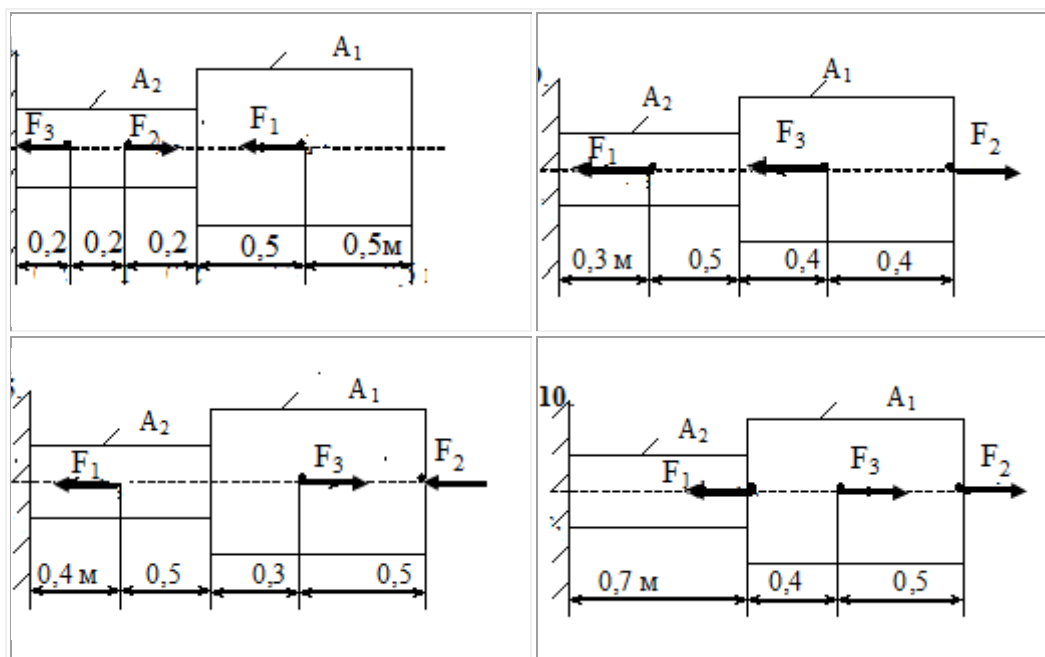 A₁
A₂
F₃ F₂ F₁
0,2 0,2 0,2 0,5 0,5м
A₁
A₂
F₁ F₃ F₂
0,3 м 0,5 0,4 0,4
A₁
A₂
F₁ F₃ F₂
0,4 м 0,5 0,3 0,5
10
A₁
A₂
F₁ F₃ F₂
0,7 м 0,4 0,5